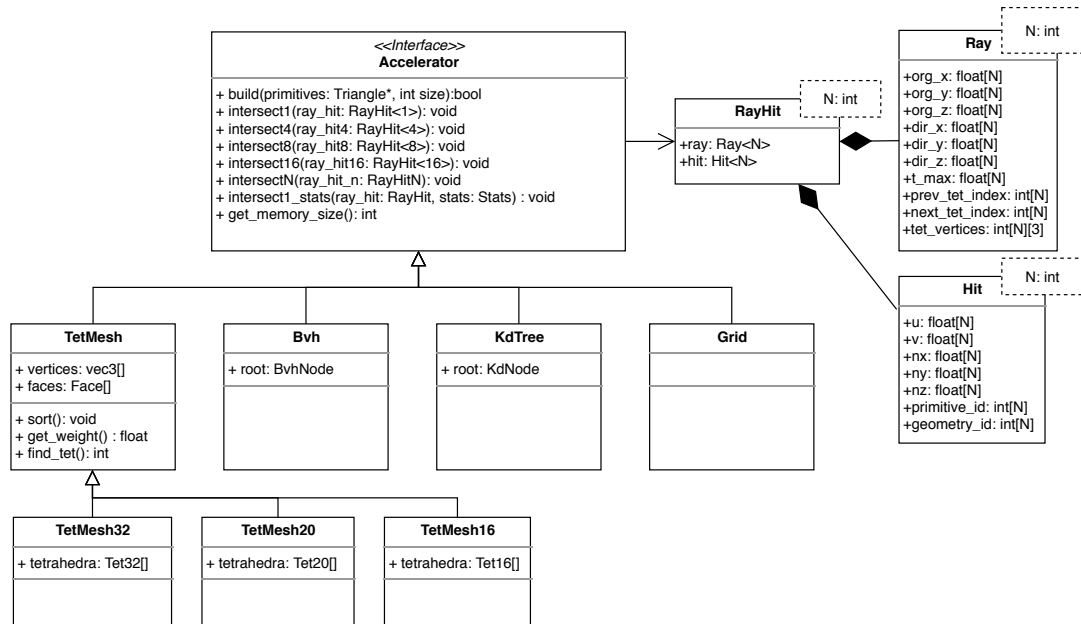 <<Interface>>
Accelerator
+ build(primitives: Triangle*, int size):bool
+ intersect1(ray_hit: RayHit<1>): void
+ intersect4(ray_hit4: RayHit<4>): void
+ intersect8(ray_hit8: RayHit<8>): void
+ intersect16(ray_hit16: RayHit<16>): void
+ intersectN(ray_hit_n: RayHitN): void
+ intersect1_stats(ray_hit: RayHit, stats: Stats) : void
+ get_memory_size(): int
N: int
RayHit
+ray: Ray<N>
+hit: Hit<N>
N: int
Ray
+org_x: float[N]
+org_y: float[N]
+org_z: float[N]
+dir_x: float[N]
+dir_y: float[N]
+dir_z: float[N]
+t_max: float[N]
+prev_tet_index: int[N]
+next_tet_index: int[N]
+tet_vertices: int[N][3]
N: int
Hit
+u: float[N]
+v: float[N]
+nx: float[N]
+ny: float[N]
+nz: float[N]
+primitive_id: int[N]
+geometry_id: int[N]
TetMesh
+ vertices: vec3[]
+ faces: Face[]
+ sort(): void
+ get_weight() : float
+ find_tet(): int
Bvh
+ root: BvhNode
KdTree
+ root: KdNode
Grid
TetMesh32
+ tetrahedra: Tet32[]
TetMesh20
+ tetrahedra: Tet20[]
TetMesh16
+ tetrahedra: Tet16[]